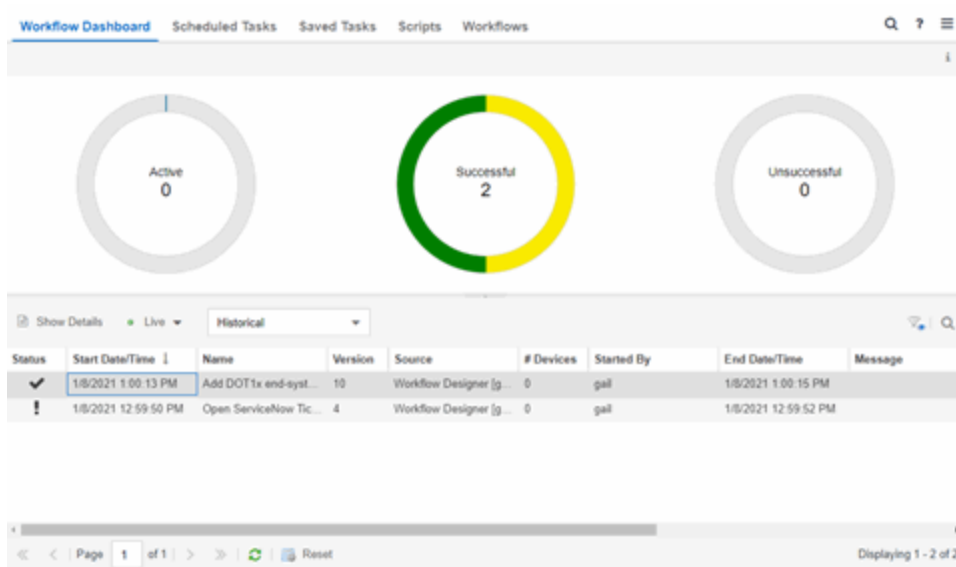 Workflow Dashboard Scheduled Tasks Saved Tasks Scripts Workflows ?
i
Active
0
Successful
2
Unsuccessful
0
Show Details Live Historical
Status Start Date/Time Name Version Source # Devices Started By End Date/Time Message
1/8/2021 1:00:13 PM Add DOT1x end-syst... 10 Workflow Designer [g... 0 gail 1/8/2021 1:00:15 PM
! 1/8/2021 12:59:50 PM Open ServiceNow Tic... 4 Workflow Designer [g... 0 gail 1/8/2021 12:59:52 PM
Page 1 of 1 Reset Displaying 1 - 2 of 2